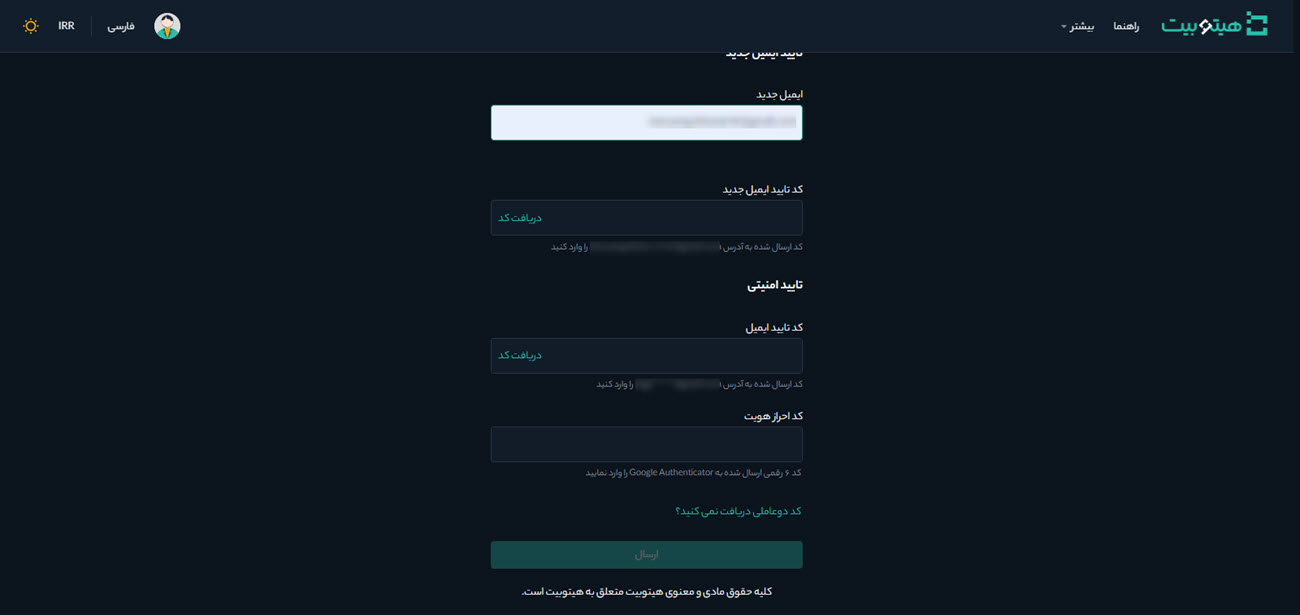 هیتوبیت
راهنما
بیشتر
فارسی
IRR
تایید ایمیل جدید
ایمیل جدید
کد تایید ایمیل جدید
دریافت کد
کد ارسال شده به آدرس را وارد کنید
تایید امنیتی
کد تایید ایمیل
دریافت کد
کد ارسال شده به آدرس را وارد کنید
کد احراز هویت
کد ۶ رقمی ارسال شده به Google Authenticator را وارد نمایید
کد دوعاملی دریافت نمی کنید؟
ارسال
کلیه حقوق مادی و معنوی هیتوبیت متعلق به هیتوبیت است.